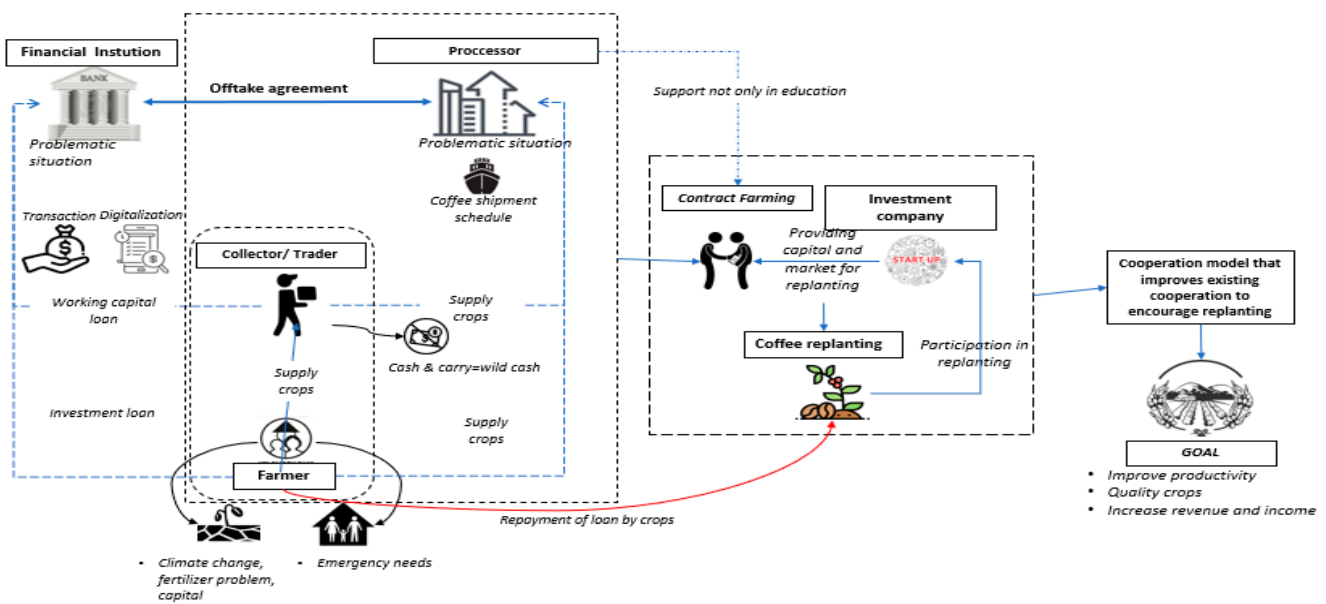 Financial Instution
BANK
Problematic
situation
Offtake agreement
Proccessor
Problematic situation
Coffee shipment
schedule
Transaction
Digitalization
Collector/ Trader
Working capital
loan
Supply
crops
Cash & carry=wild cash
Supply
crops
Investment loan
Supply
crops
Farmer
Climate change,
fertilizer problem,
capital
Emergency needs
Repayment of loan by crops
Support not only in education
Contract Farming
Investment
company
Providing
capital and
market for
replanting
START UP
Coffee replanting
Participation in
replanting
Cooperation model that
improves existing
cooperation to
encourage replanting
GOAL
• Improve productivity
• Quality crops
• Increase revenue and income